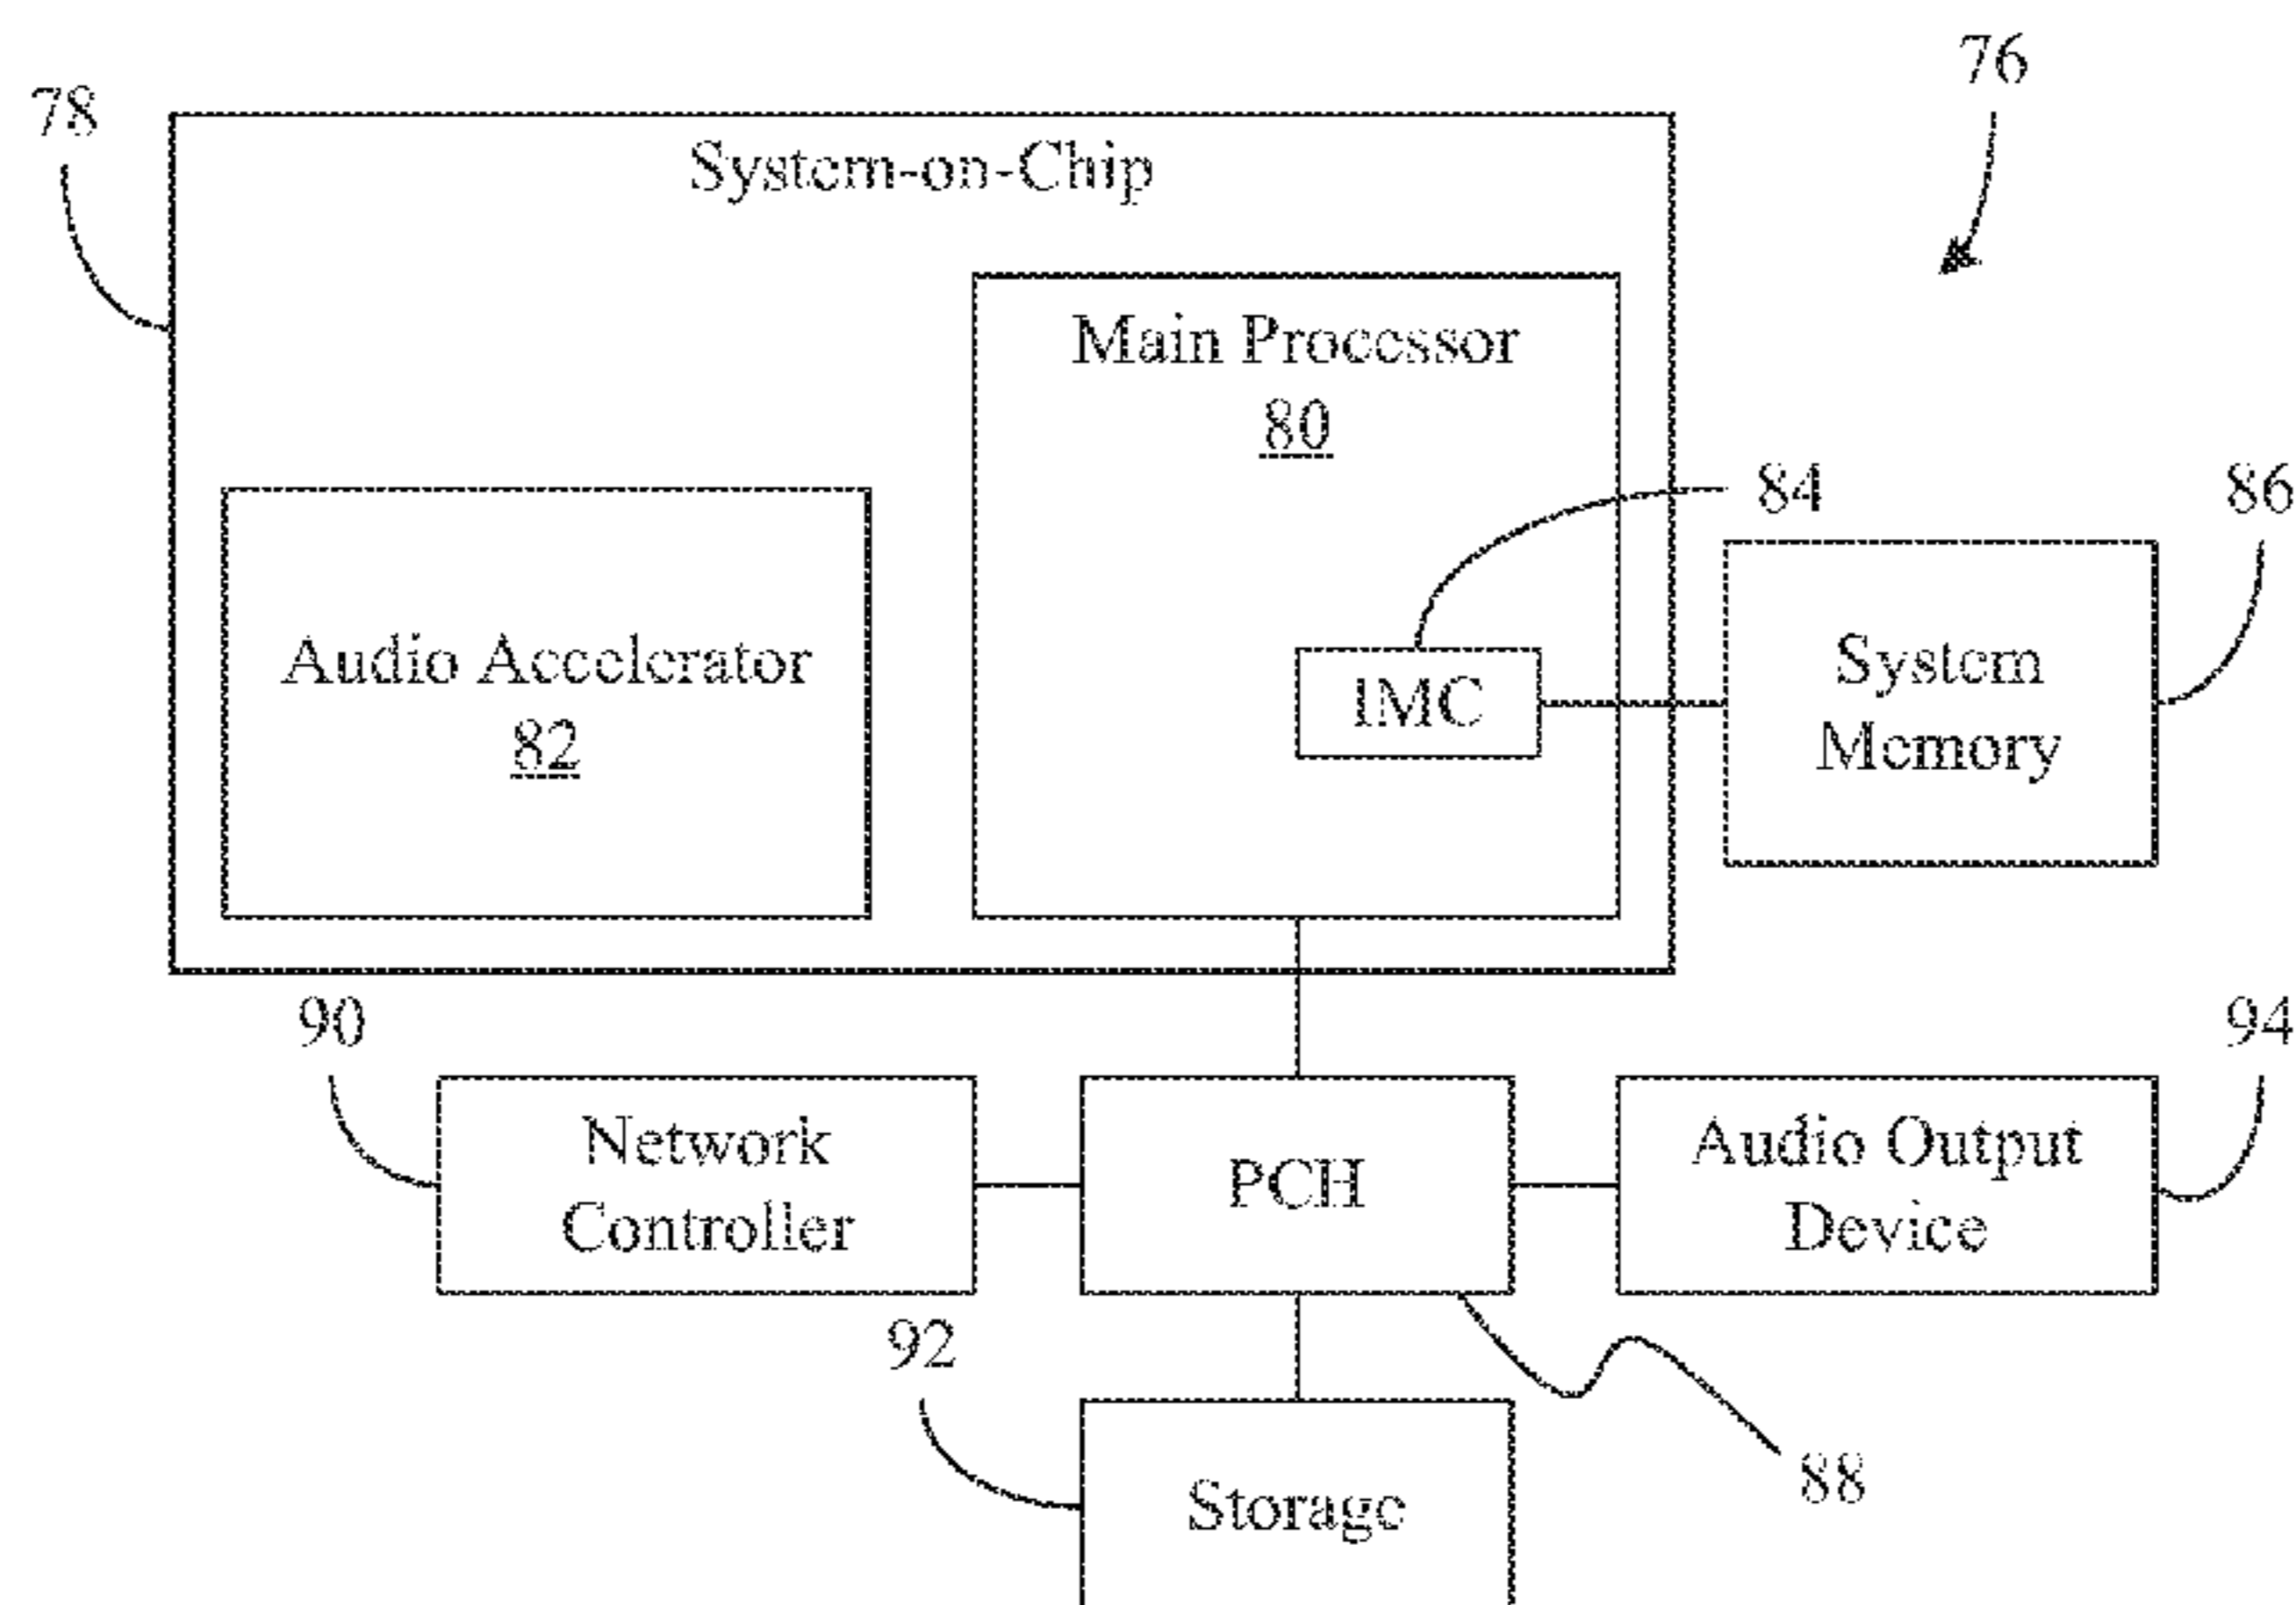 76
78
System-on-Chip
Main Processor
80
84
86
Audio Accelerator
82
IMC
System
Memory
90
94
Network
Controller
PCH
Audio Output
Device
92
88
Storage